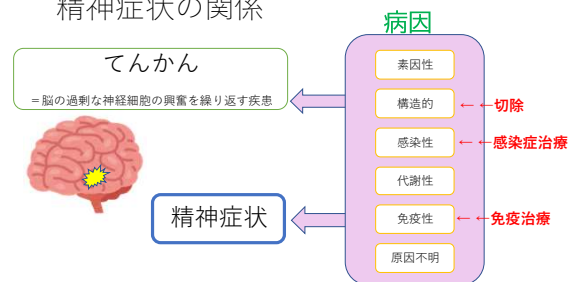 精神症状の関係
病因
てんかん
＝脳の過剰な神経細胞の興奮を繰り返す疾患
素因性
構造的
←←切除
感染性
←←感染症治療
代謝性
精神症状
免疫性
←←免疫治療
原因不明